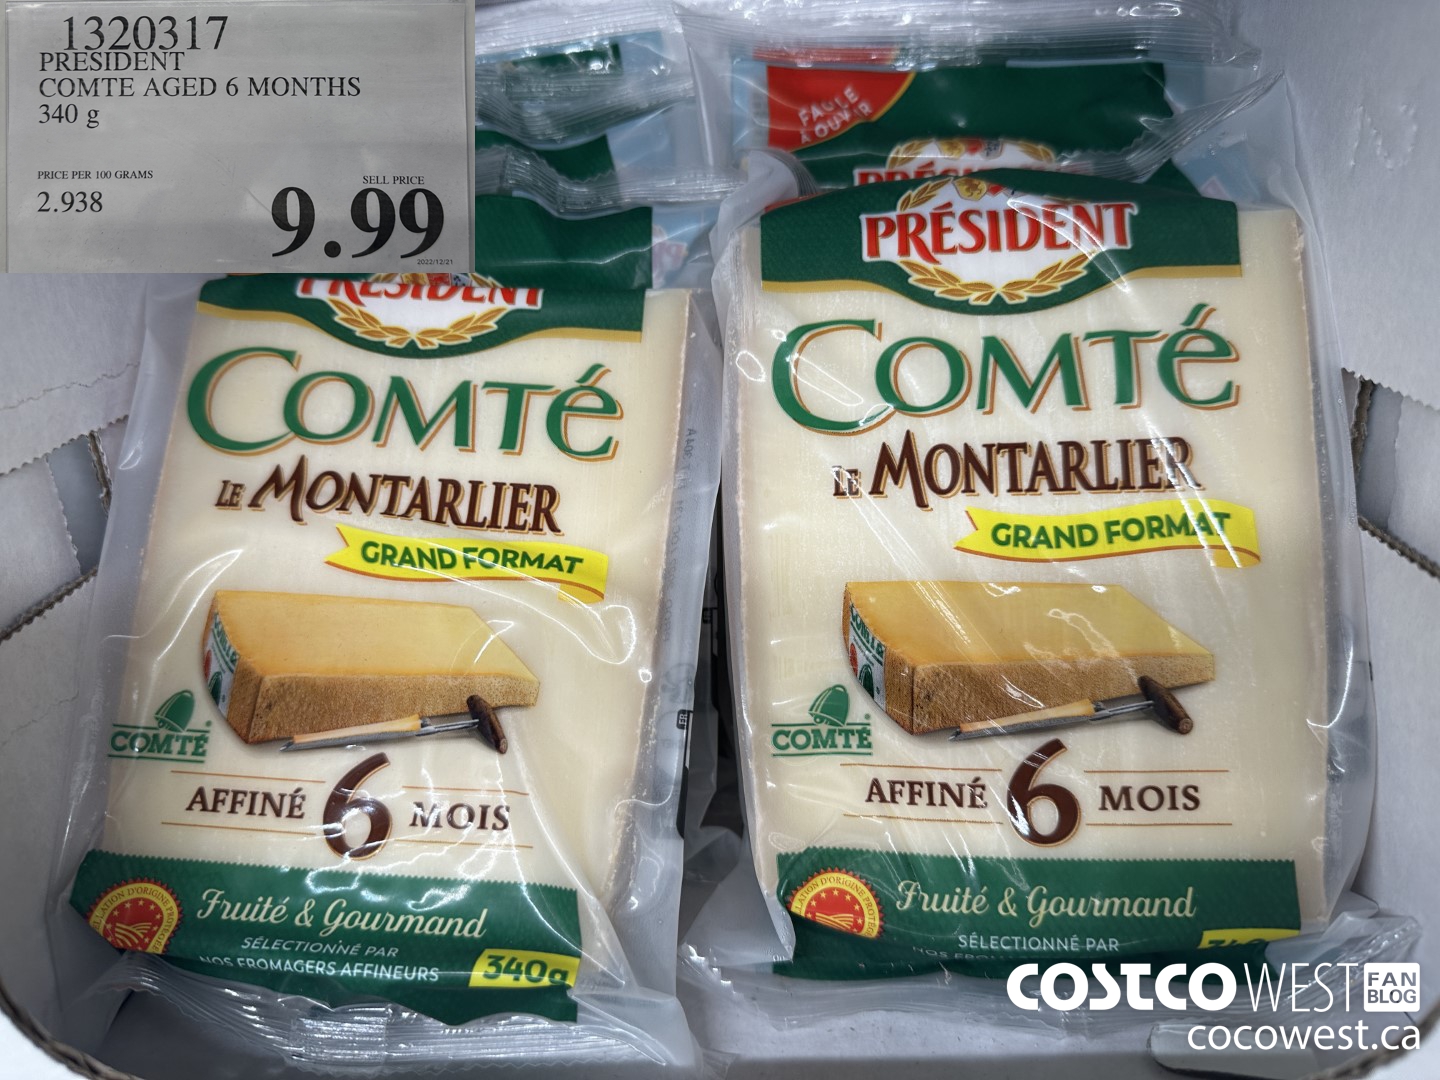 1320317
PRESIDENT
COMTE AGED 6 MONTHS
340 g
PRICE PER 100 GRAMS
2.938
SELL PRICE
9.99
2022/12/21
PRÉSIDENT
COMTÉ
LE MONTARLIER
GRAND FORMAT
COMTÉ
AFFINÉ 6 MOIS
Fruité & Gourmand
SÉLECTIONNÉ PAR
NOS FROMAGERS AFFINEURS
340g
FACILE
À OUVRIR
PRÉSIDENT
PRÉSIDENT
COMTÉ
LE MONTARLIER
GRAND FORMAT
COMTÉ
AFFINÉ 6 MOIS
Fruité & Gourmand
SÉLECTIONNÉ PAR
COSTCO WEST FAN BLOG
cocowest.ca